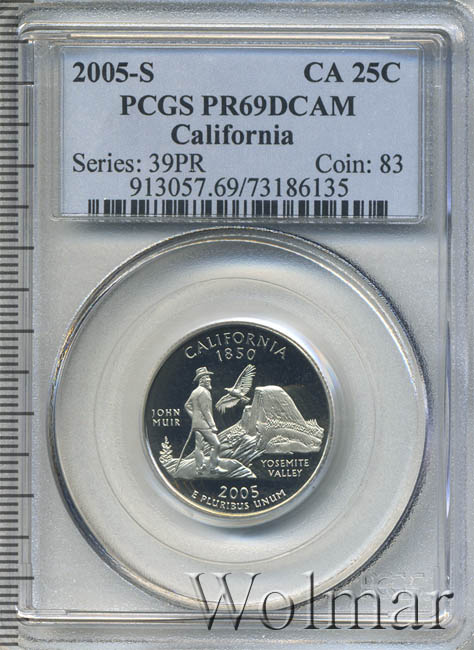 2005-S CA 25C
PCGS PR69DCAM
California
Series: 39PR Coin: 83
913057.69/73186135
CALIFORNIA
1850
JOHN
MUIR
YOSEMITE
VALLEY
2005
E PLURIBUS UNUM
Wolmar